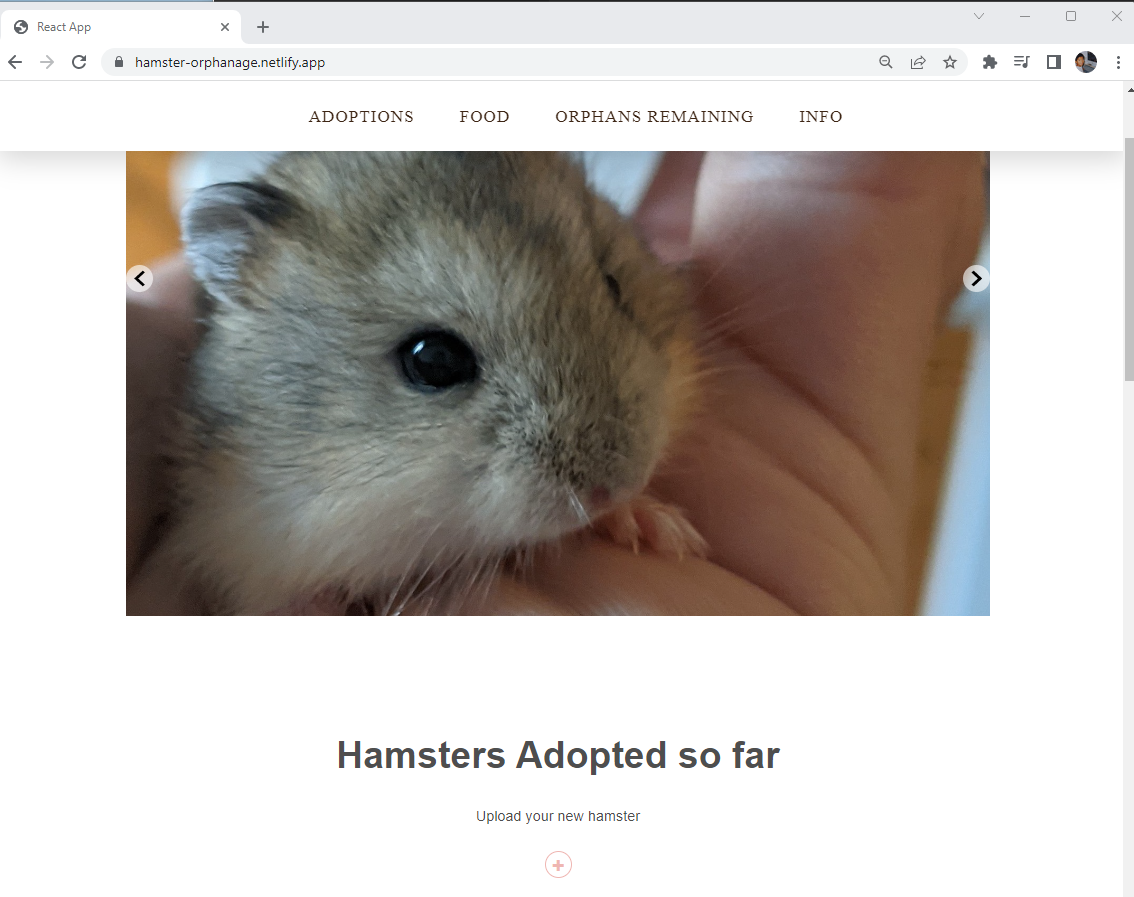 React App
hamster-orphanage.netlify.app
ADOPTIONS FOOD ORPHANS REMAINING INFO
Hamsters Adopted so far
Upload your new hamster